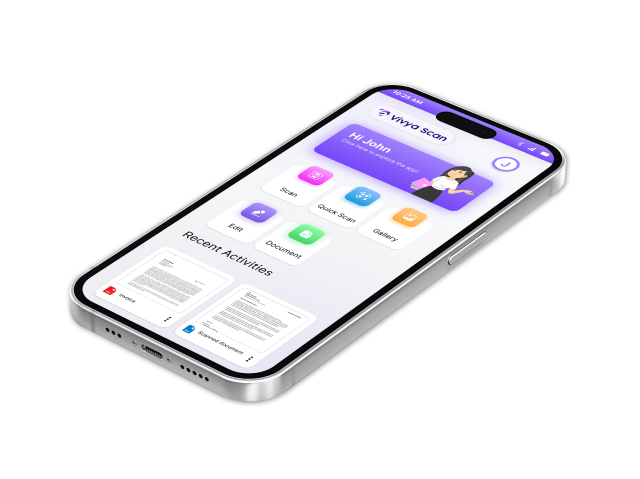 10:25 AM
vivya Scan
J
Hi John
Click here to explore the app!
Scan
Quick Scan
Gallery
Edit
Document
Recent Activities
Invoice
Scanned document